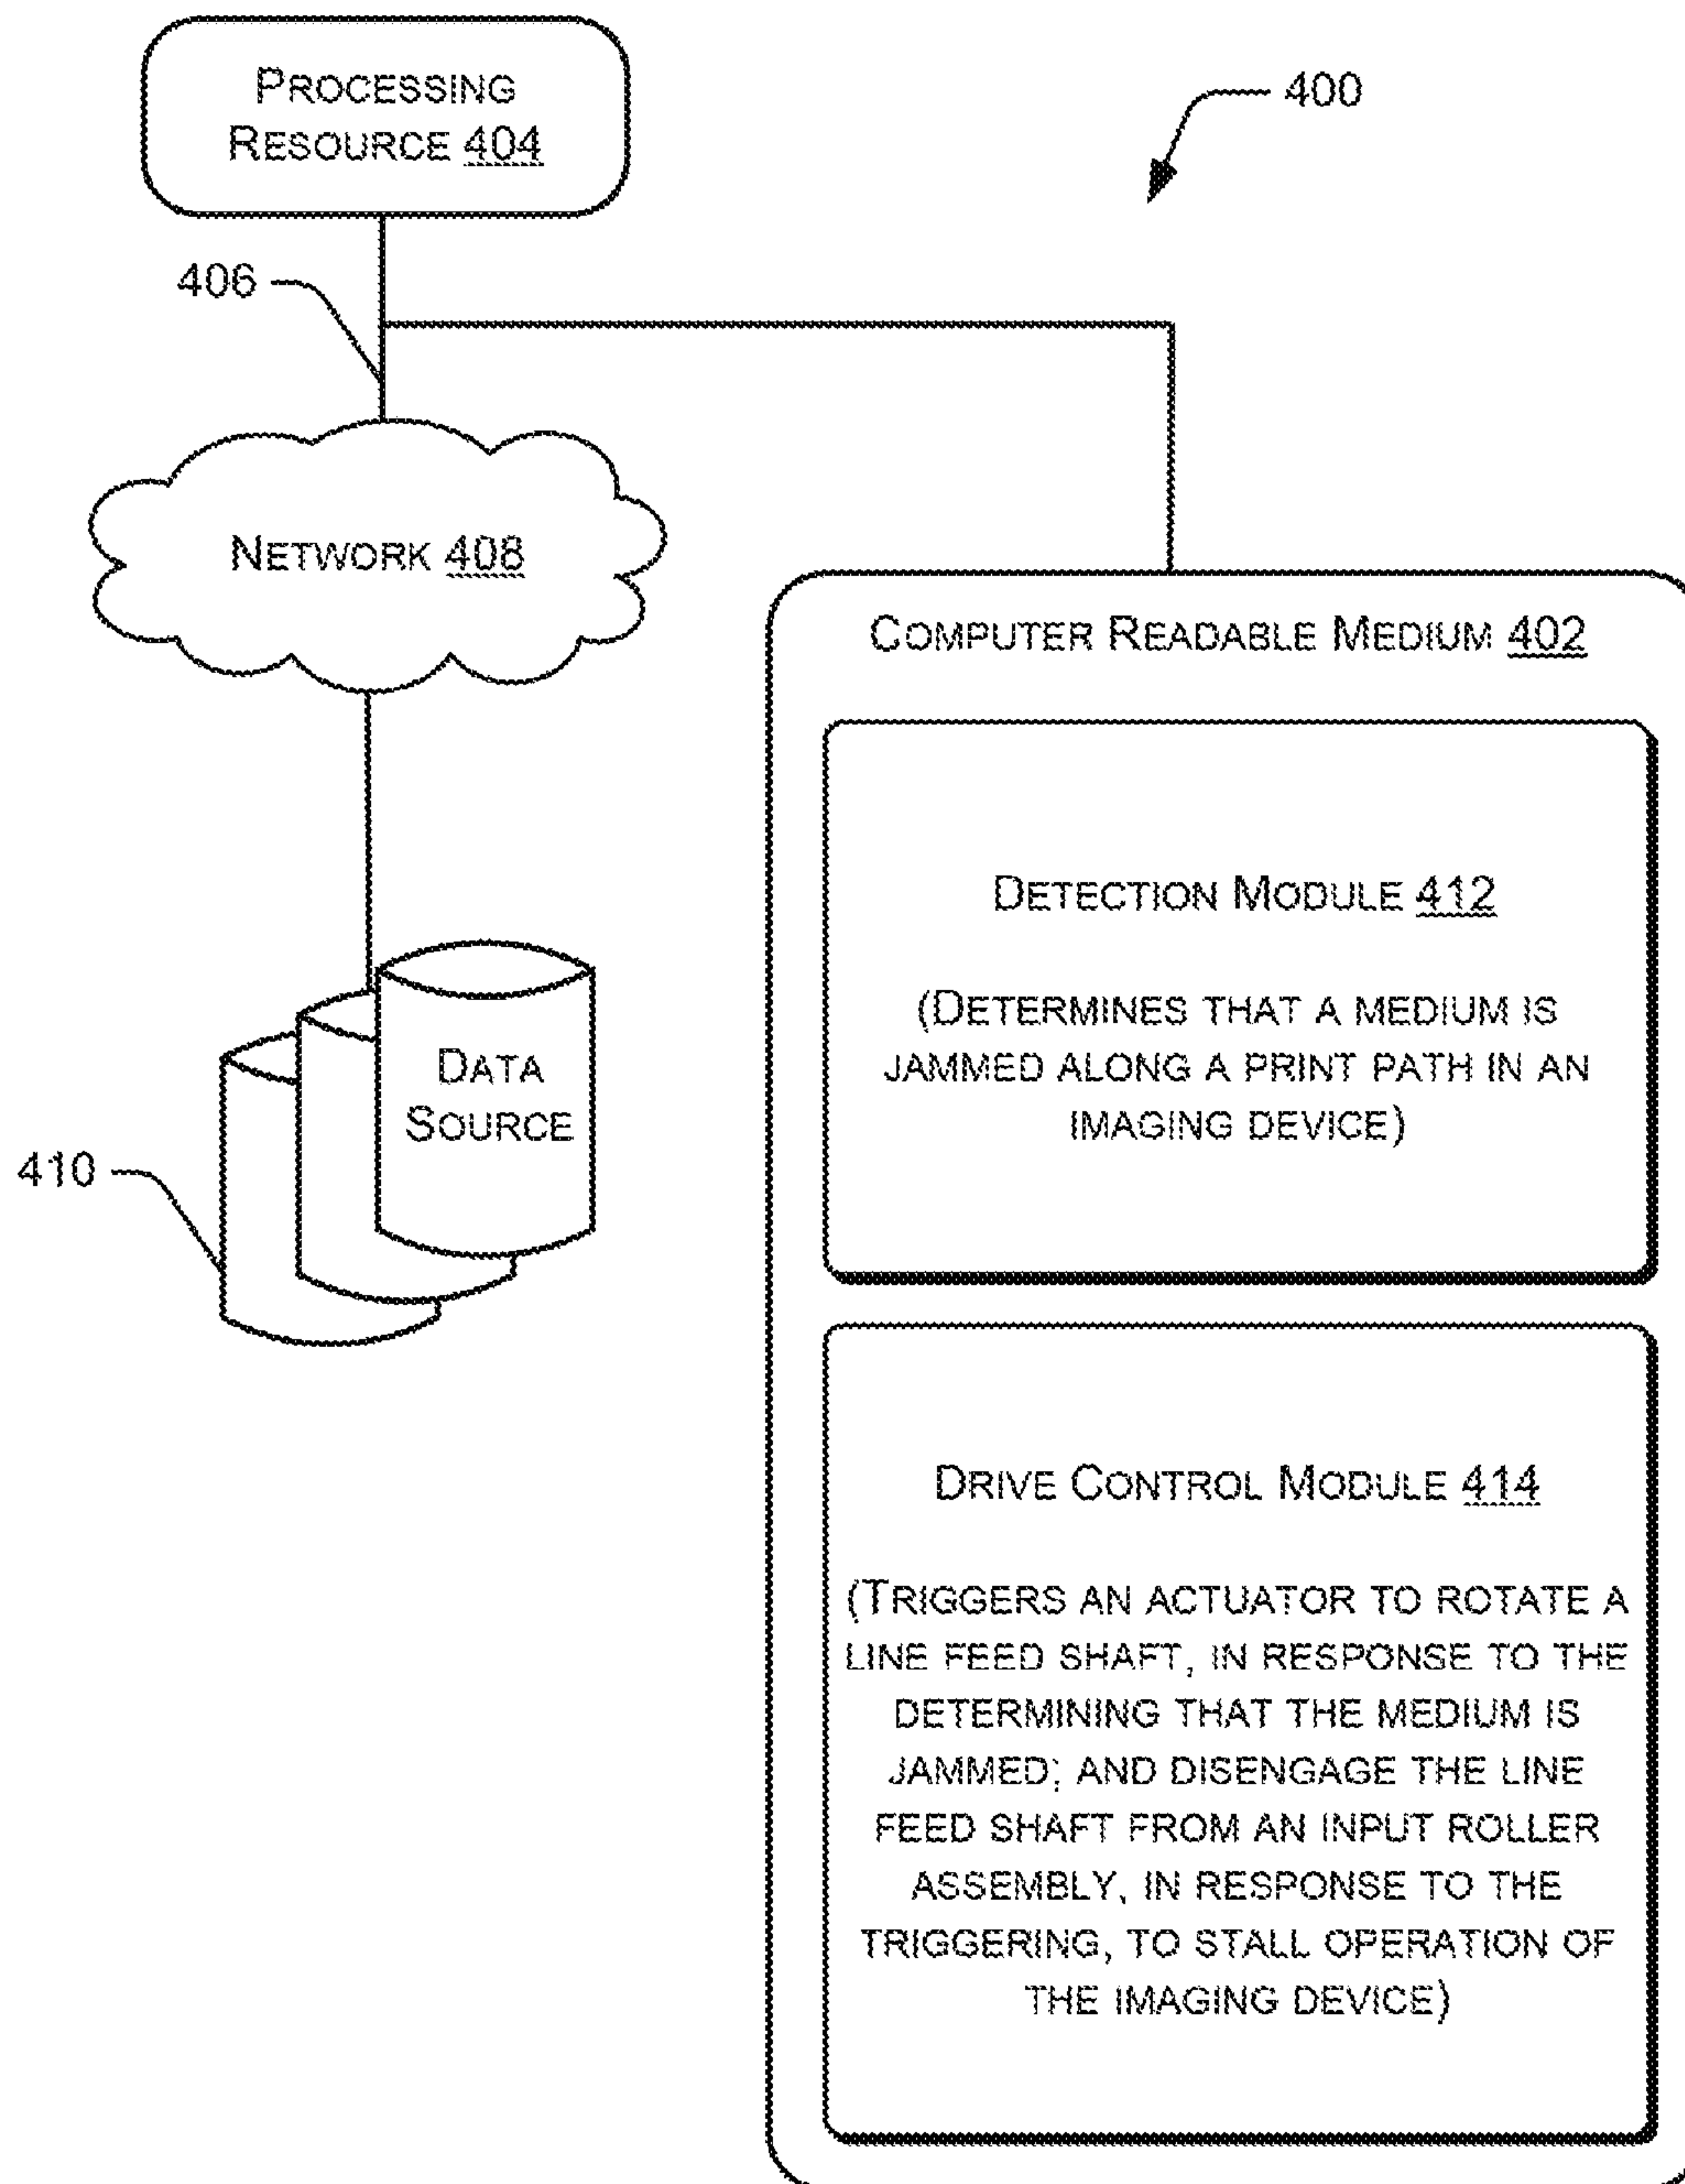 PROCESSING
RESOURCE 404
400
406
NETWORK 408
COMPUTER READABLE MEDIUM 402
DETECTION MODULE 412
(DETERMINES THAT A MEDIUM IS
JAMMED ALONG A PRINT PATH IN AN
IMAGING DEVICE)
DATA
SOURCE
410
DRIVE CONTROL MODULE 414
(TRIGGERS AN ACTUATOR TO ROTATE A
LINE FEED SHAFT, IN RESPONSE TO THE
DETERMINING THAT THE MEDIUM IS
JAMMED; AND DISENGAGE THE LINE
FEED SHAFT FROM AN INPUT ROLLER
ASSEMBLY, IN RESPONSE TO THE
TRIGGERING, TO STALL OPERATION OF
THE IMAGING DEVICE)